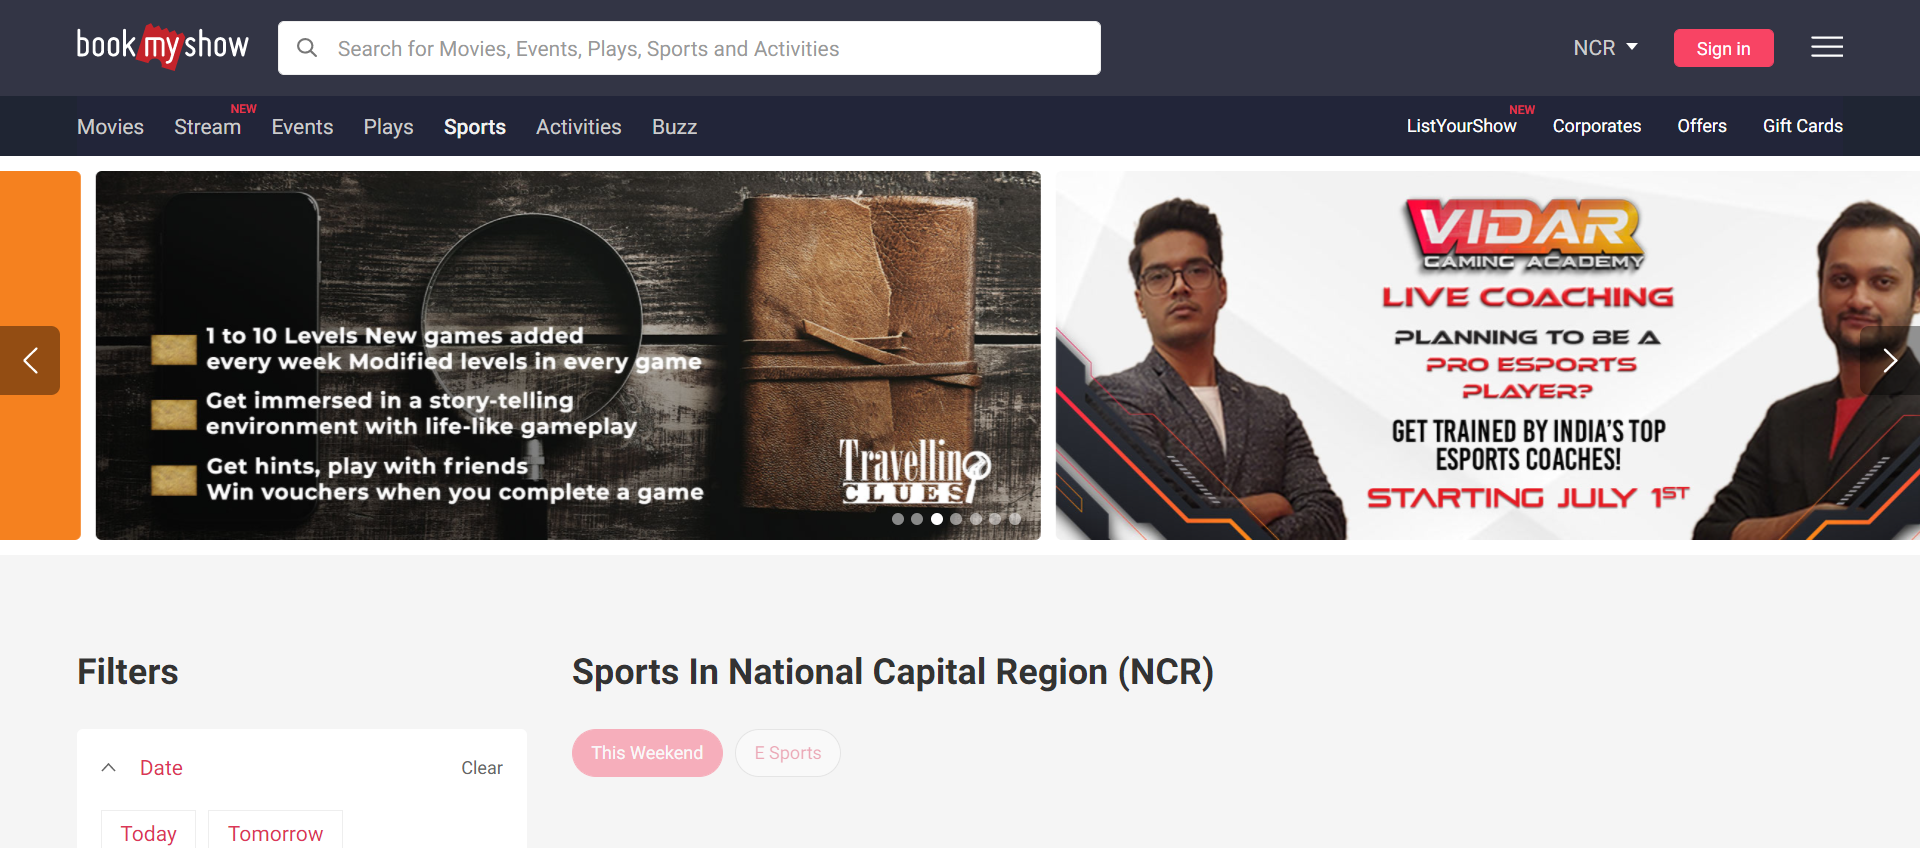 bookmyshow
Search for Movies, Events, Plays, Sports and Activities
NCR
Sign in
Movies
Stream
NEW
Events
Plays
Sports
Activities
Buzz
ListYourShow
NEW
Corporates
Offers
Gift Cards
1 to 10 Levels New games added
every week Modified levels in every game
Get immersed in a story-telling
environment with life-like gameplay
Get hints, play with friends
Win vouchers when you complete a game
Travelling
CLUES
VIDAR
GAMING ACADEMY
LIVE COACHING
PLANNING TO BE A
PRO ESPORTS
PLAYER?
GET TRAINED BY INDIA'S TOP
ESPORTS COACHES!
STARTING JULY 1ST
Filters
Date
Clear
Today
Tomorrow
Sports In National Capital Region (NCR)
This Weekend
E Sports